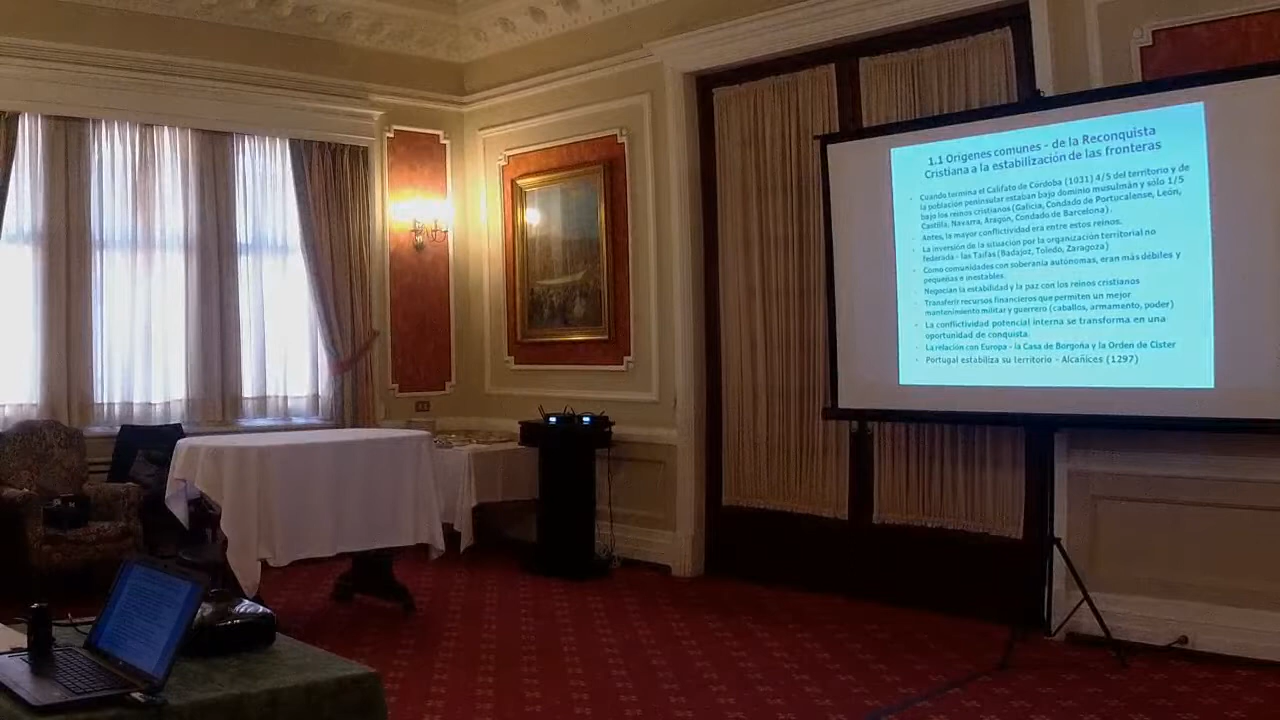 1.1 Orígenes comunes - de la Reconquista
Cristiana a la estabilización de las fronteras
Cuando termina el Califato de Córdoba (1031) 4/5 del territorio y de
la población peninsular estaban bajo dominio musulmán y sólo 1/5
bajo los reinos cristianos (Galicia, Condado de Portucalense, León,
Castilla, Navarra, Aragon, Condado de Barcelona).
Antes, la mayor conflictividad era entre estos reinos.
La inversión de la situación por la organización territorial no
federada - las Taifas (Badajoz, Toledo, Zaragoza)
Como comunidades con soberanía autónomas, eran más débiles y
pequeñas e inestables.
Negocian la estabilidad y la paz con los reinos cristianos
Transferir recursos financieros que permiten un mejor
mantenimiento militar y guerrero (caballos, armamento, poder)
La conflictividad potencial interna se transforma en una
oportunidad de conquista.
La relación con Europa - la Casa de Borgoña y la Orden de Cister
Portugal estabiliza su territorio - Alcañices (1297)